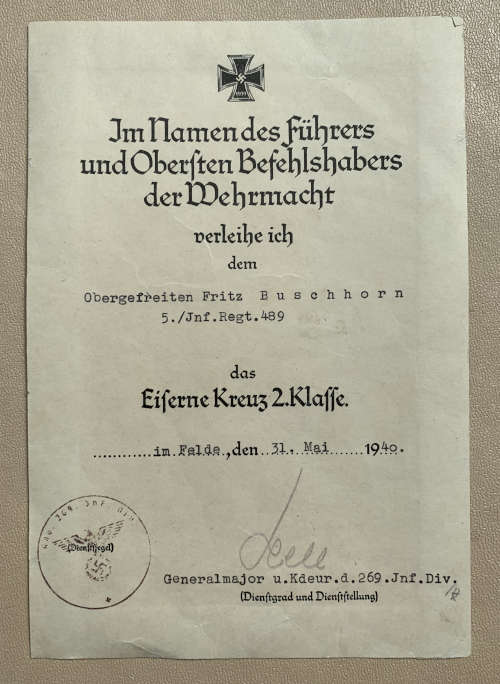 Im Namen des Führers
und Obersten Befehlshabers
der Wehrmacht
verleihe ich
dem
Obergefreiten Fritz B u s c h h o r n
5./Jnf.Regt.489
das
Eiserne Kreuz 2.Klasse.
............im Felde.,den..31. Mai.......1940.
(Dienstsiegel)
Generalmajor u.Kdeur.d.269.Jnf.Div.
(Dienstgrad und Dienststellung)